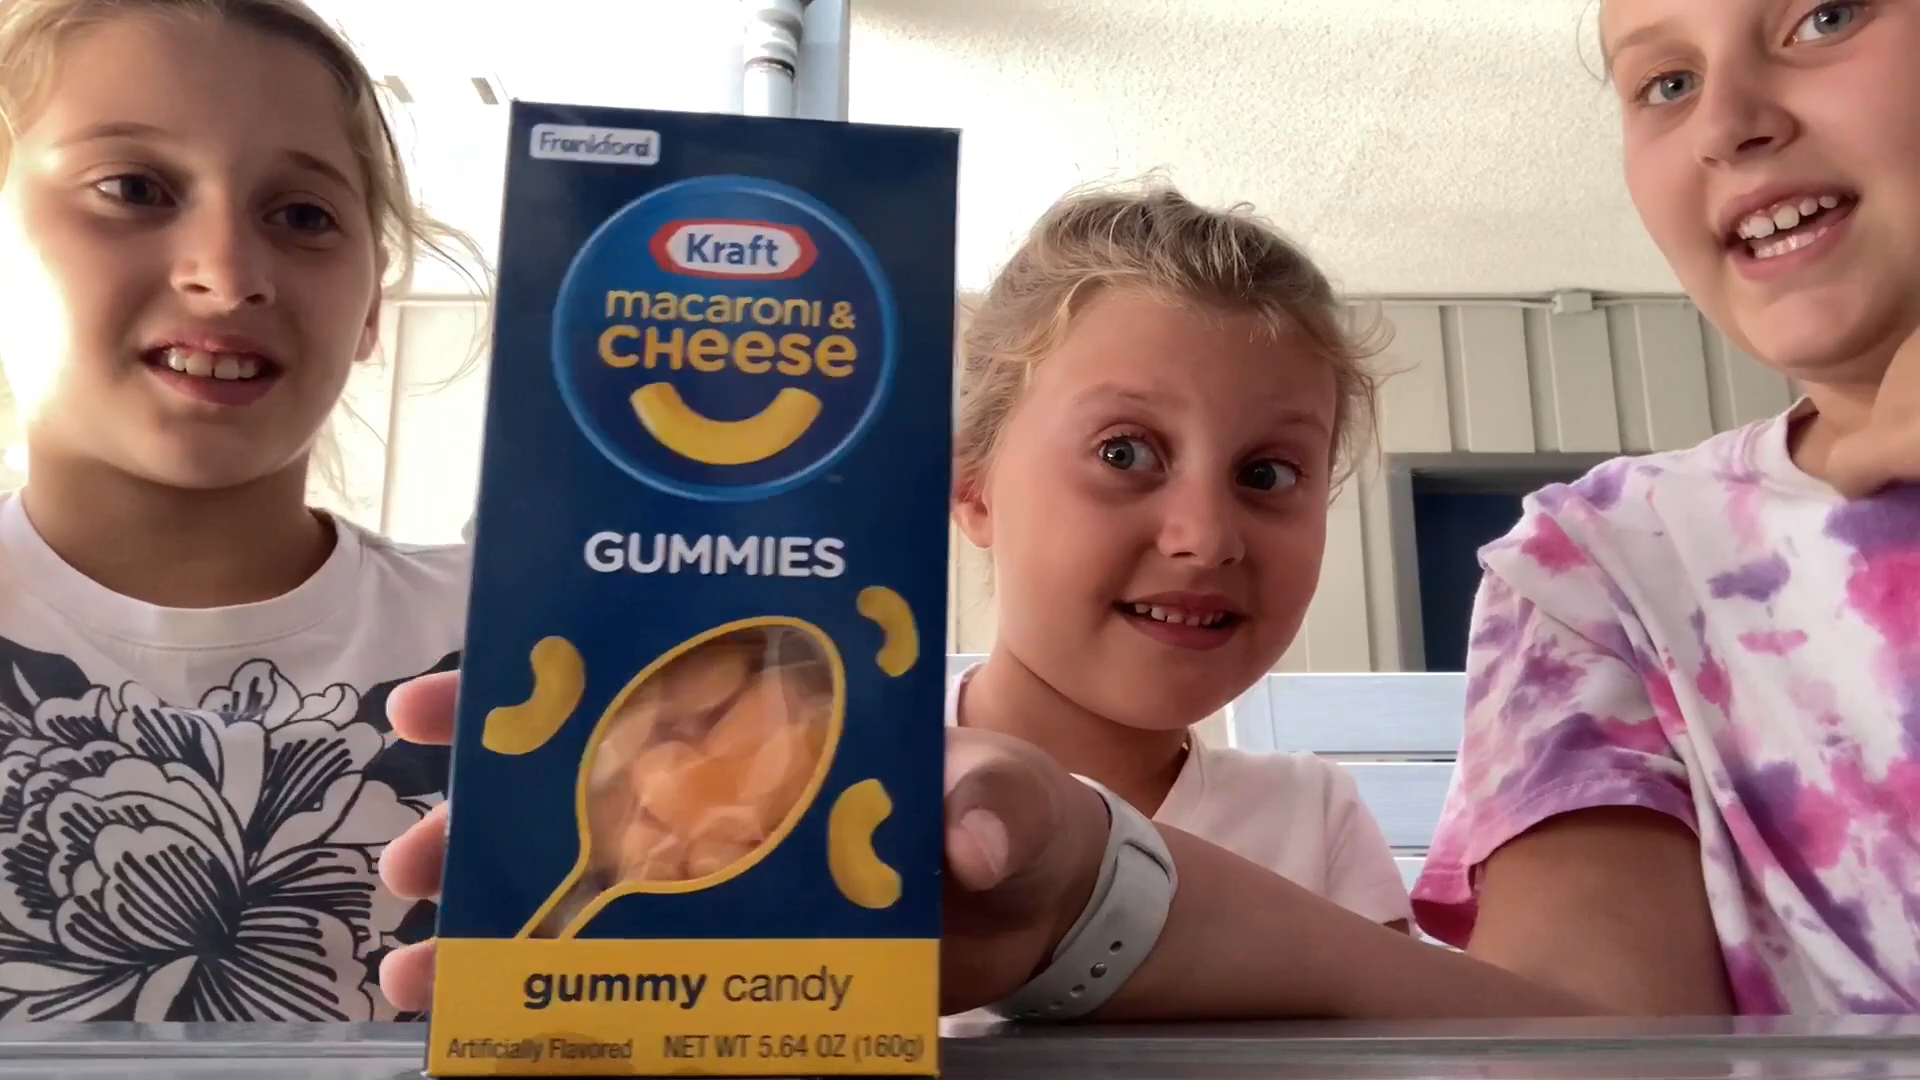 Frankford
Kraft
macaroni &
CHeese
GUMMIES
gummy candy
Artificially Flavored NET WT 5.64 OZ (160g)